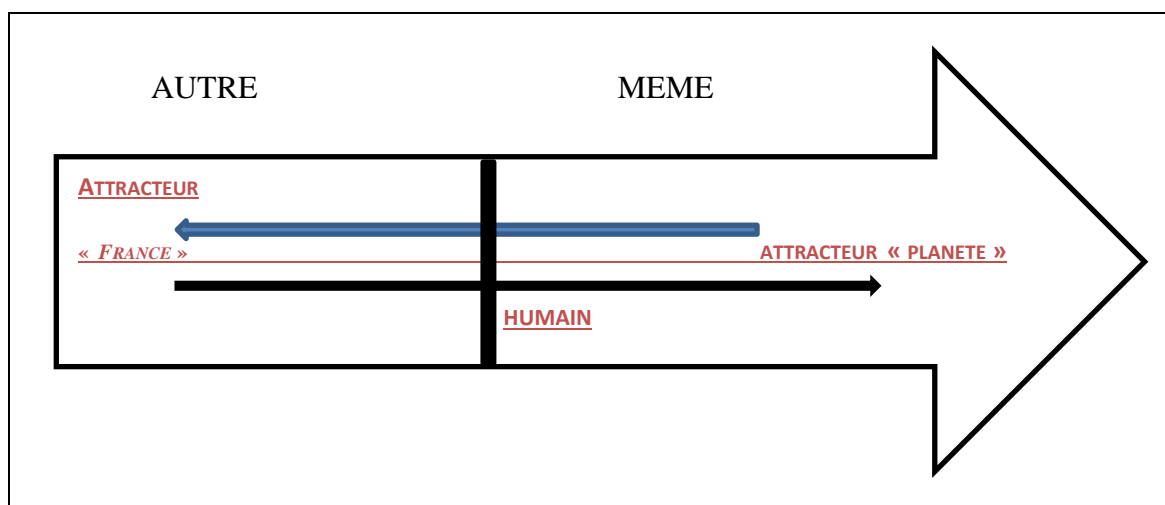 AUTRE MEME
ATTRACTEUR
« FRANCE » ATTRACTEUR « PLANETE »
HUMAIN